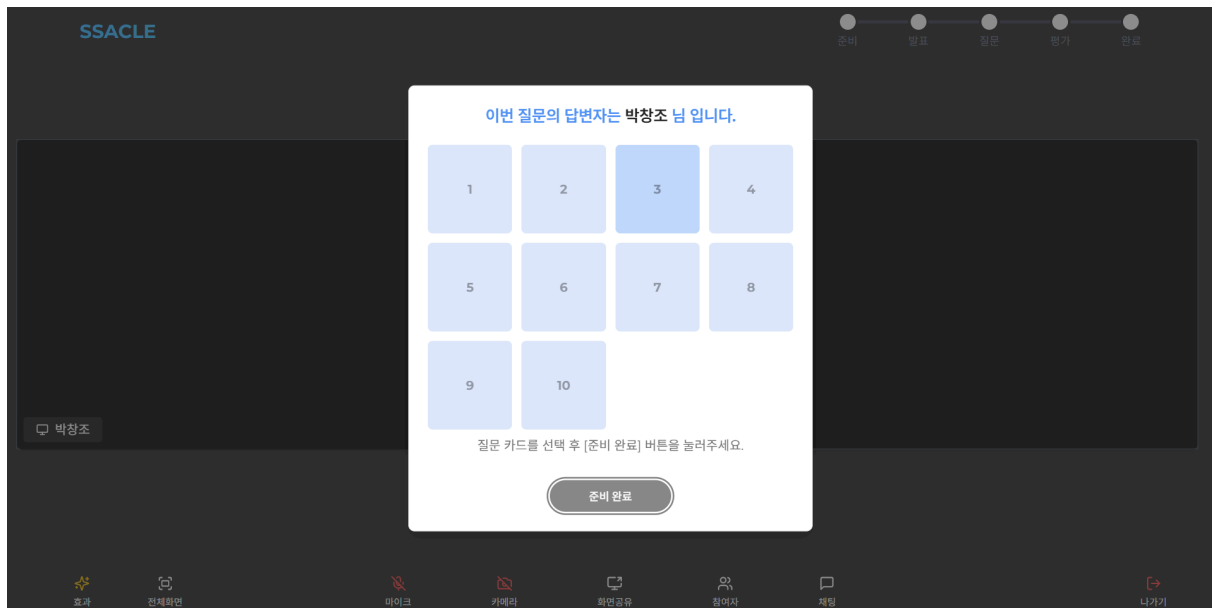 SSACLE
준비 발표 질문 평가 완료
이번 질문의 답변자는 박창조 님 입니다.
1 2 3 4
5 6 7 8
9 10
박창조
질문 카드를 선택 후 [준비 완료] 버튼을 눌러주세요.
준비 완료
효과 전체화면 마이크 카메라 화면공유 참여자 채팅 나가기